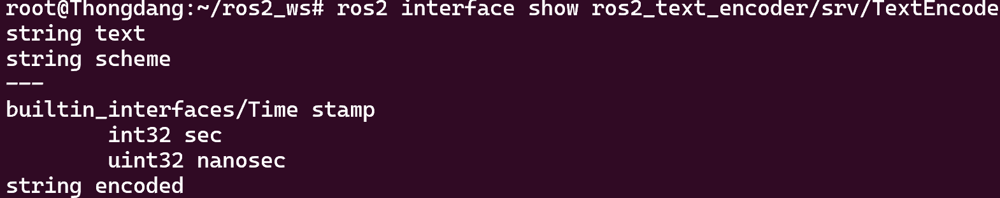 root@Thongdang:~/ros2_ws# ros2 interface show ros2_text_encoder/srv/TextEncode
string text
string scheme
---
builtin_interfaces/Time stamp
        int32 sec
        uint32 nanosec
string encoded